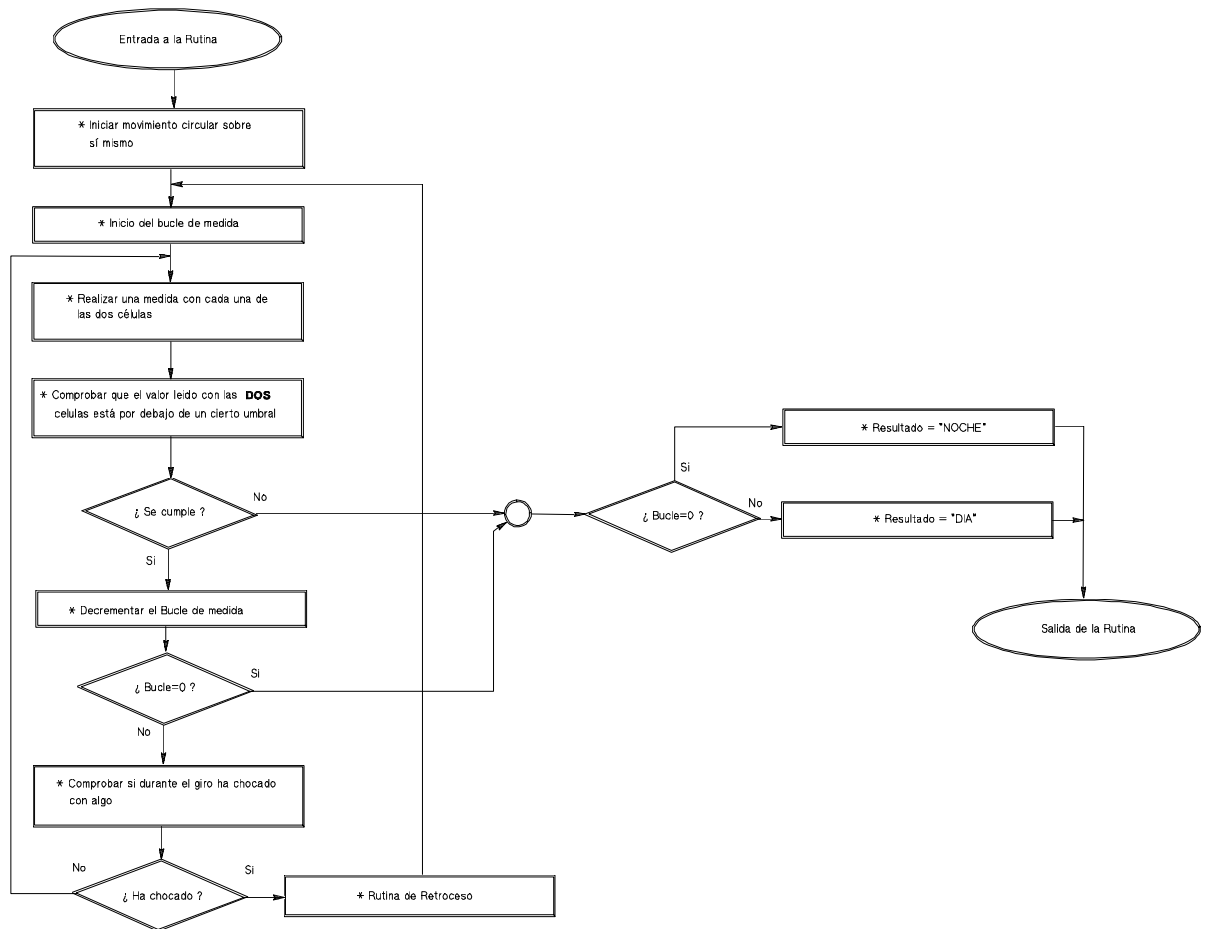 Entrada a la Rutina
* Iniciar movimiento circular sobre
sí mismo
* Inicio del bucle de medida
* Realizar una medida con cada una de
las dos células
* Comprobar que el valor leido con las DOS
celulas está por debajo de un cierto umbral
¿ Se cumple ?
No
Si
* Decrementar el Bucle de medida
¿ Bucle=0 ?
Si
No
* Comprobar si durante el giro ha chocado
con algo
No
Si
¿ Ha chocado ?
* Rutina de Retroceso
¿ Bucle=0 ?
Si
No
* Resultado = "NOCHE"
* Resultado = "DIA"
Salida de la Rutina